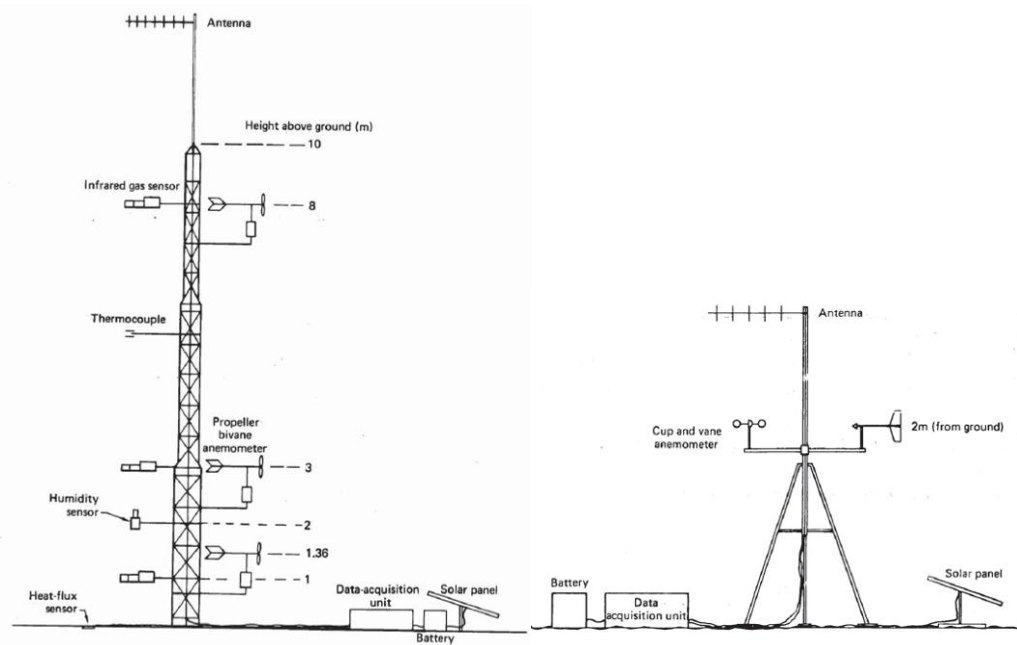 Antenna
Height above ground (m)
10
Infrared gas sensor
8
Thermocouple
Propeller
bivane
anemometer
3
Humidity
sensor
2
1.36
1
Heat-flux
sensor
Data-acquisition
unit
Solar panel
Battery
Antenna
Cup and vane
anemometer
2m (from ground)
Battery
Data
acquisition unit
Solar panel